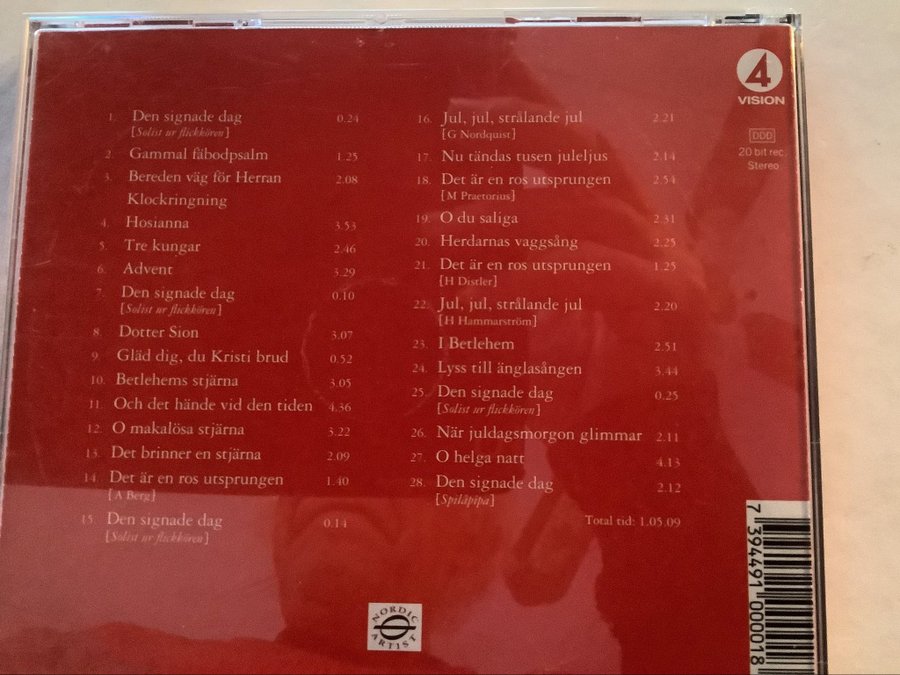 1. Den signade dag 0.24
[Solist ur flickkören]
2. Gammal fäbodpsalm 1.25
3. Bereden väg för Herran 2.08
Klockringning
4. Hosianna 3.53
5. Tre kungar 2.46
6. Advent 3.29
7. Den signade dag 0.10
[Solist ur flickkören]
8. Dotter Sion 3.07
9. Gläd dig, du Kristi brud 0.52
10. Betlehems stjärna 3.05
11. Och det hände vid den tiden 4.36
12. O makalösa stjärna 3.22
13. Det brinner en stjärna 2.09
14. Det är en ros utsprungen 1.40
[A Berg]
15. Den signade dag 0.14
[Solist ur flickkören]
16. Jul, jul, strålande jul 2.21
[G Nordquist]
17. Nu tändas tusen juleljus 2.14
18. Det är en ros utsprungen 2.54
[M Praetorius]
19. O du saliga 2.31
20. Herdarnas vaggsång 2.25
21. Det är en ros utsprungen 1.25
[H Distler]
22. Jul, jul, strålande jul 2.20
[H Hammarström]
23. I Betlehem 2.51
24. Lyss till änglasången 3.44
25. Den signade dag 0.25
[Solist ur flickkören]
26. När juldagsmorgon glimmar 2.11
27. O helga natt 4.13
28. Den signade dag 2.12
[Spilåpipa]
Total tid: 1.05.09
4
VISION
DDD
20 bit rec.
Stereo
7 394491 000018
NORDIC
ARTIST